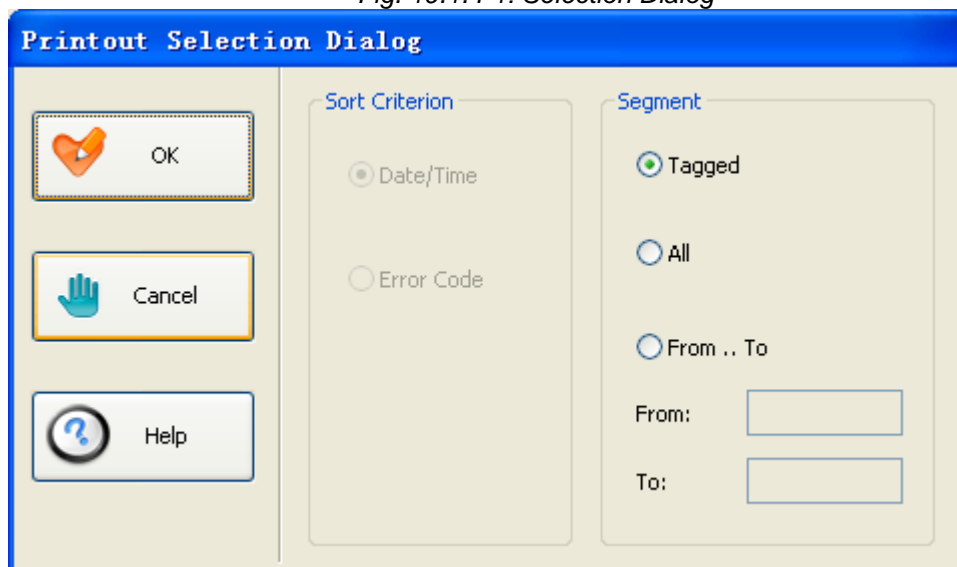 Selection Dialog
Printout Selection Dialog
OK
Cancel
Help
Sort Criterion
Date/Time
Error Code
Segment
Tagged
All
From .. To
From:
To: